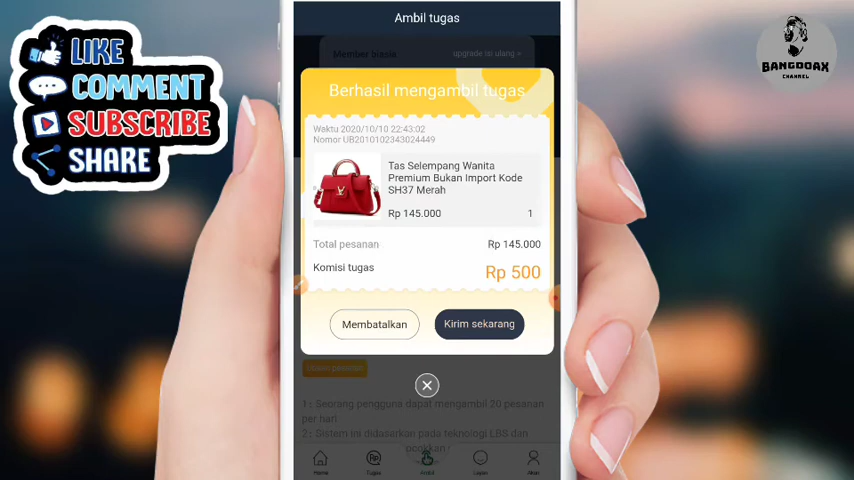 LIKE
COMMENT
SUBSCRIBE
SHARE
BANGDOAX
CHANNEL
Ambil tugas
Member biasa
upgrade isi ulang »
Berhasil mengambil tugas
Waktu 2020/10/10 22:43:02
Nomor UB2010102343024449
Tas Selempang Wanita
Premium Bukan Import Kode
SH37 Merah
Rp 145.000 1
Total pesanan Rp 145.000
Komisi tugas Rp 500
Membatalkan
Kirim sekarang
1 : Seorang pengguna dapat mengambil 20 pesanan
per hari
2 : Sistem ini didasarkan pada teknologi LBS dan
Home
Tugas
Ambil
Akun